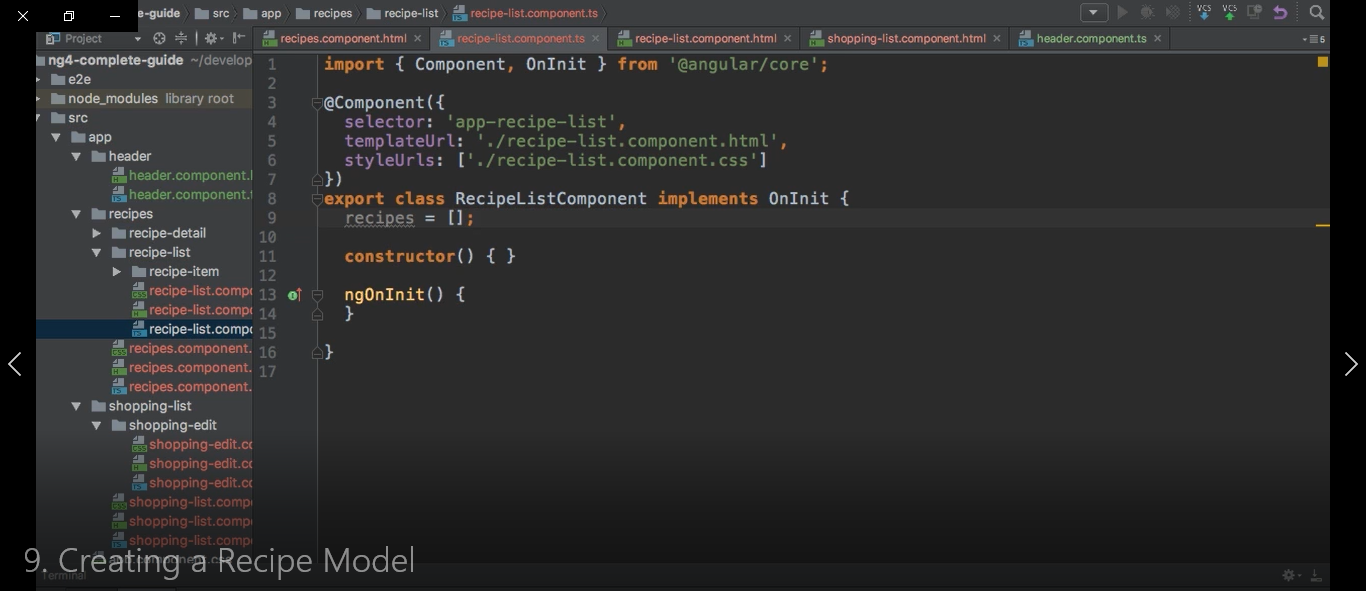 e-guide src app recipes recipe-list recipe-list.component.ts
VCS VCS
Project
recipes.component.html recipe-list.component.ts recipe-list.component.html shopping-list.component.html header.component.ts 5
ng4-complete-guide ~/develop
e2e
node_modules library root
src
app
header
header.component.
header.component.
recipes
recipe-detail
recipe-list
recipe-item
recipe-list.compo
recipe-list.compo
recipe-list.compo
recipes.component.
recipes.component.
recipes.component.
shopping-list
shopping-edit
shopping-edit.co
shopping-edit.co
shopping-edit.co
shopping-list.compo
shopping-list.compo
shopping-list.compo
app.component.css
1 import { Component, OnInit } from '@angular/core';
2
3 @Component({
4 selector: 'app-recipe-list',
5 templateUrl: './recipe-list.component.html',
6 styleUrls: ['./recipe-list.component.css']
7 })
8 export class RecipeListComponent implements OnInit {
9 recipes = [];
10
11 constructor() { }
12
13 ngOnInit() {
14 }
15
16 }
17
9. Creating a Recipe Model
Terminal